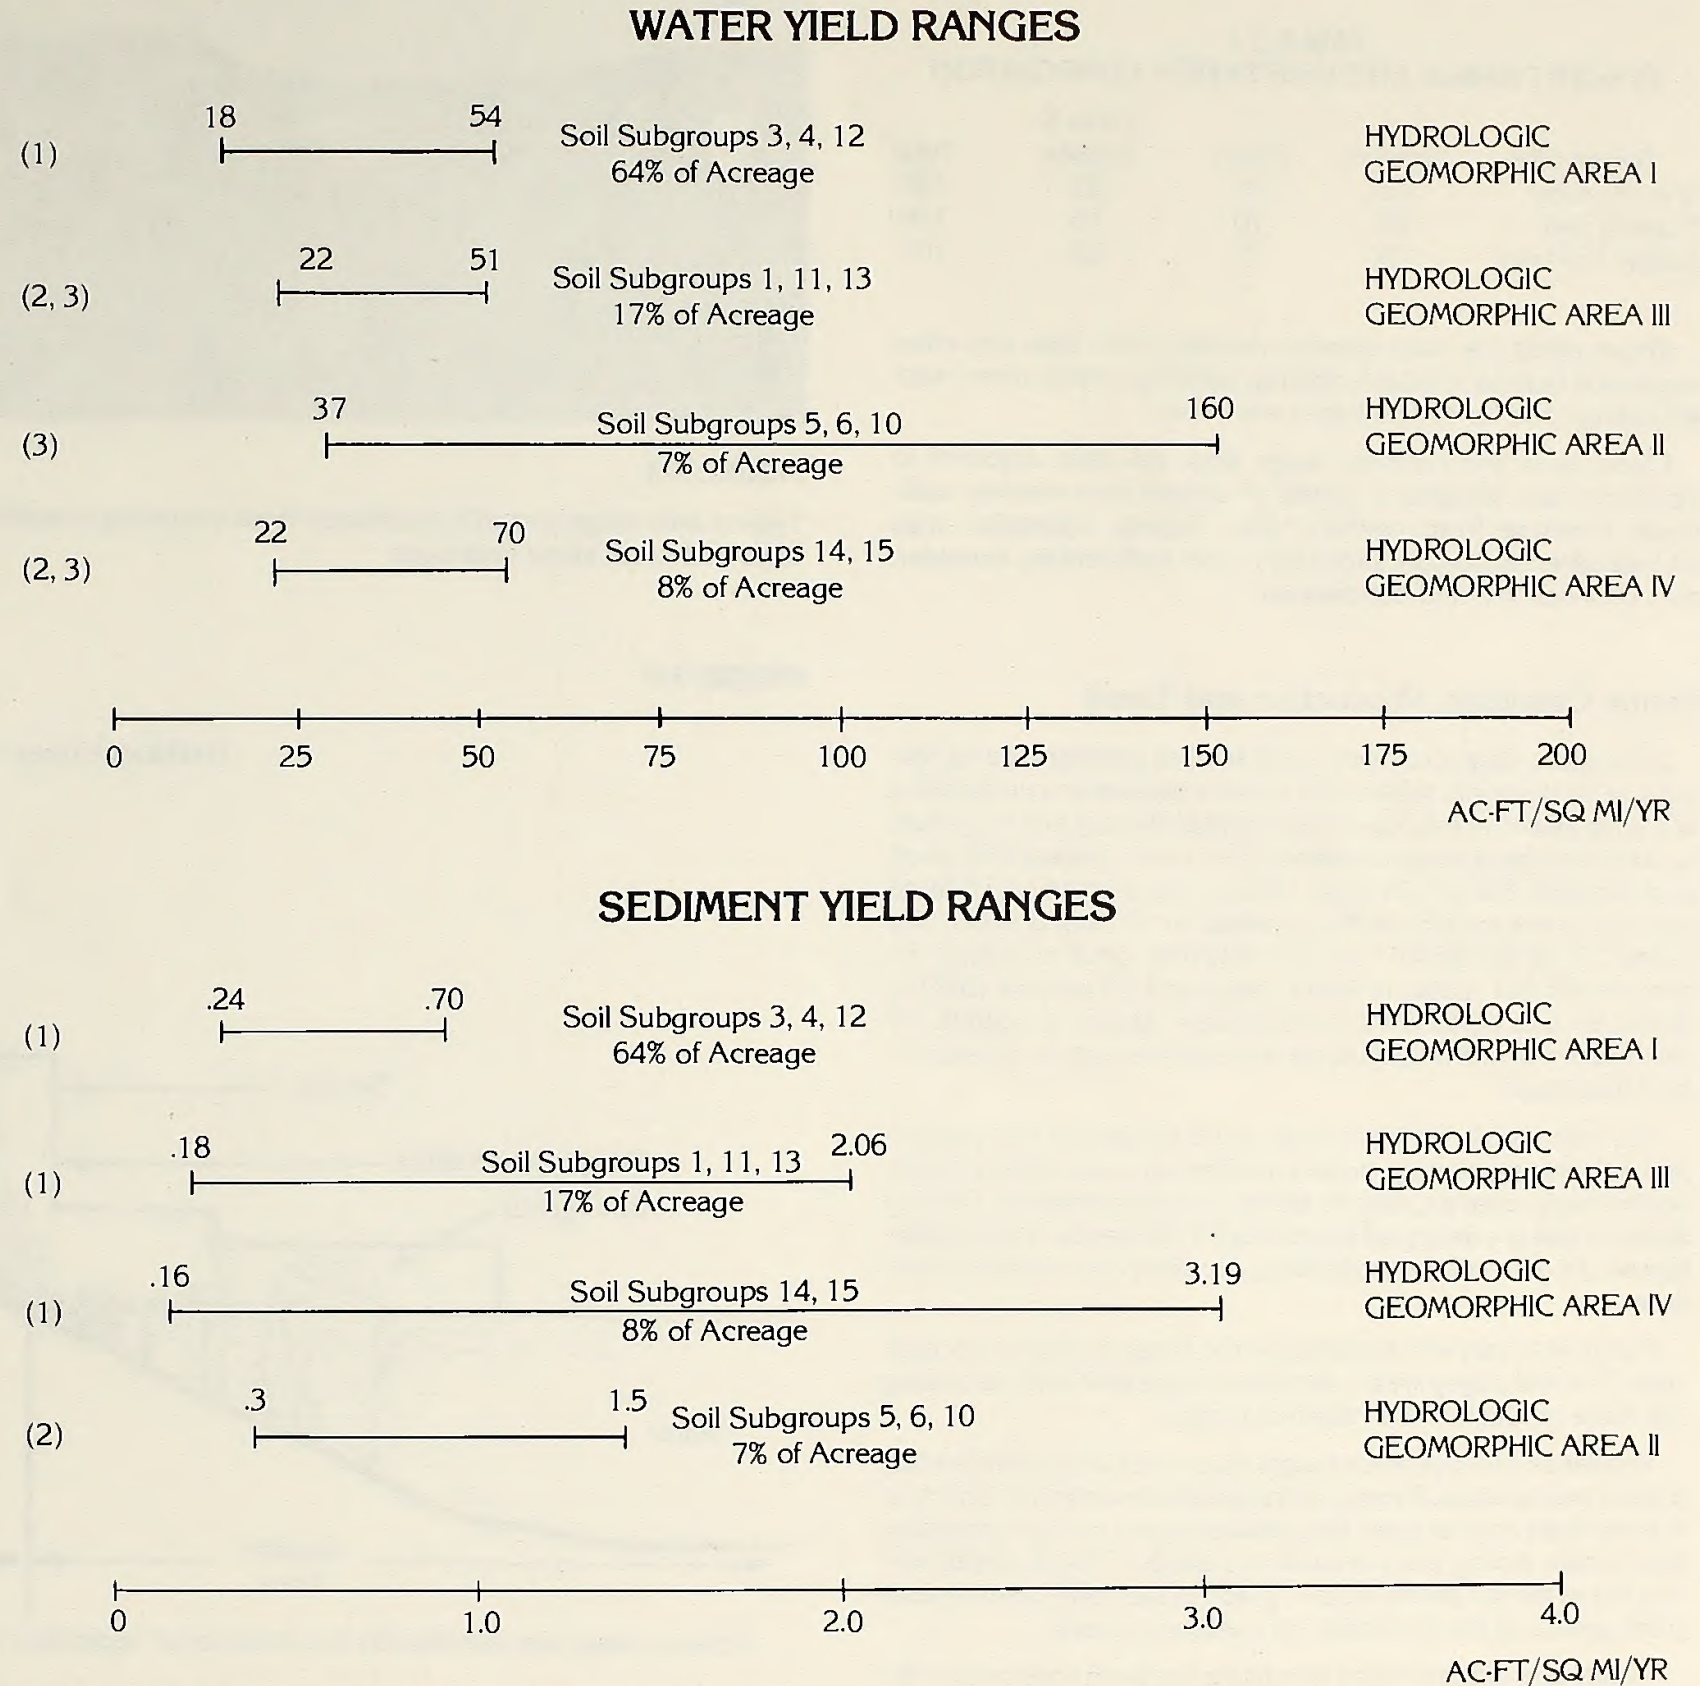 WATER YIELD RANGES
18 54
(1) Soil Subgroups 3, 4, 12 HYDROLOGIC
64% of Acreage GEOMORPHIC AREA I
22 51
(2, 3) Soil Subgroups 1, 11, 13 HYDROLOGIC
17% of Acreage GEOMORPHIC AREA III
37 160
(3) Soil Subgroups 5, 6, 10 HYDROLOGIC
7% of Acreage GEOMORPHIC AREA II
22 70
(2, 3) Soil Subgroups 14, 15 HYDROLOGIC
8% of Acreage GEOMORPHIC AREA IV
0 25 50 75 100 125 150 175 200
AC-FT/SQ MI/YR
SEDIMENT YIELD RANGES
.24 .70
(1) Soil Subgroups 3, 4, 12 HYDROLOGIC
64% of Acreage GEOMORPHIC AREA I
.18 2.06
(1) Soil Subgroups 1, 11, 13 HYDROLOGIC
17% of Acreage GEOMORPHIC AREA III
.16 3.19
(1) Soil Subgroups 14, 15 HYDROLOGIC
8% of Acreage GEOMORPHIC AREA IV
.3 1.5
(2) Soil Subgroups 5, 6, 10 HYDROLOGIC
7% of Acreage GEOMORPHIC AREA II
0 1.0 2.0 3.0 4.0
AC-FT/SQ MI/YR